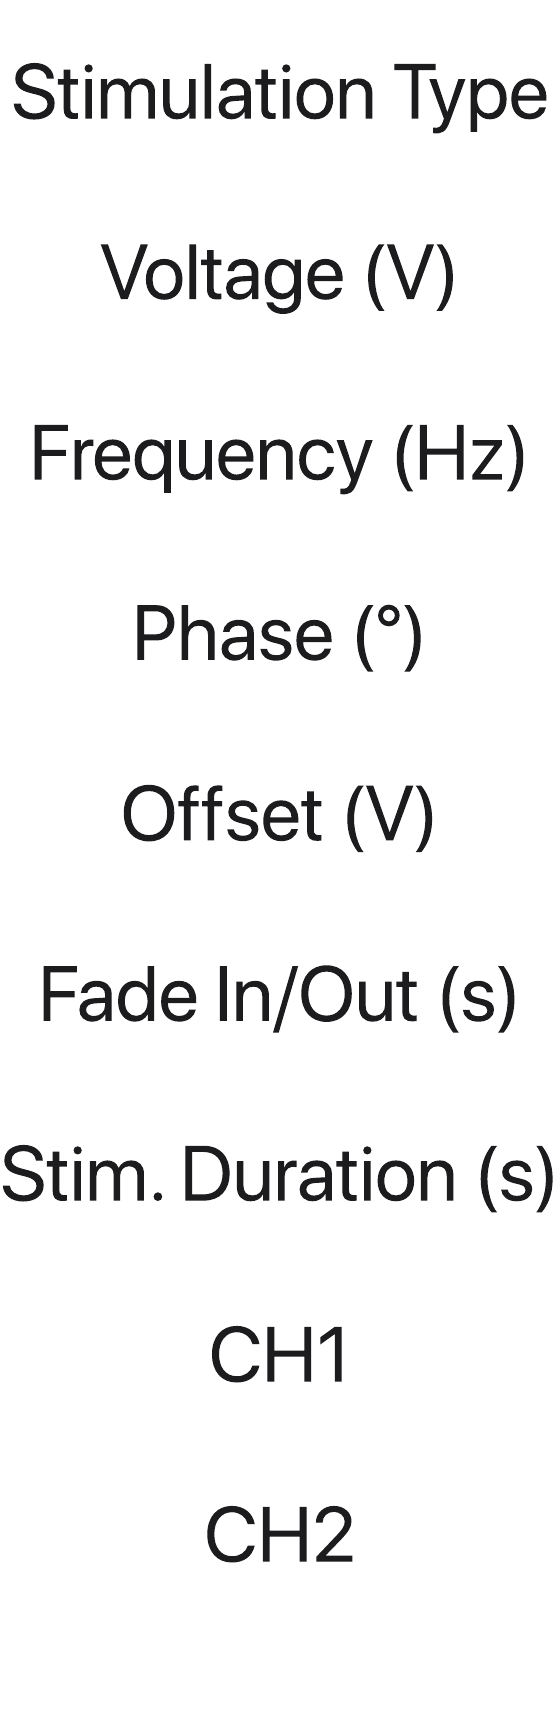 Stimulation Type
Voltage (V)
Frequency (Hz)
Phase (°)
Offset (V)
Fade In/Out (s)
Stim. Duration (s)
CH1
CH2